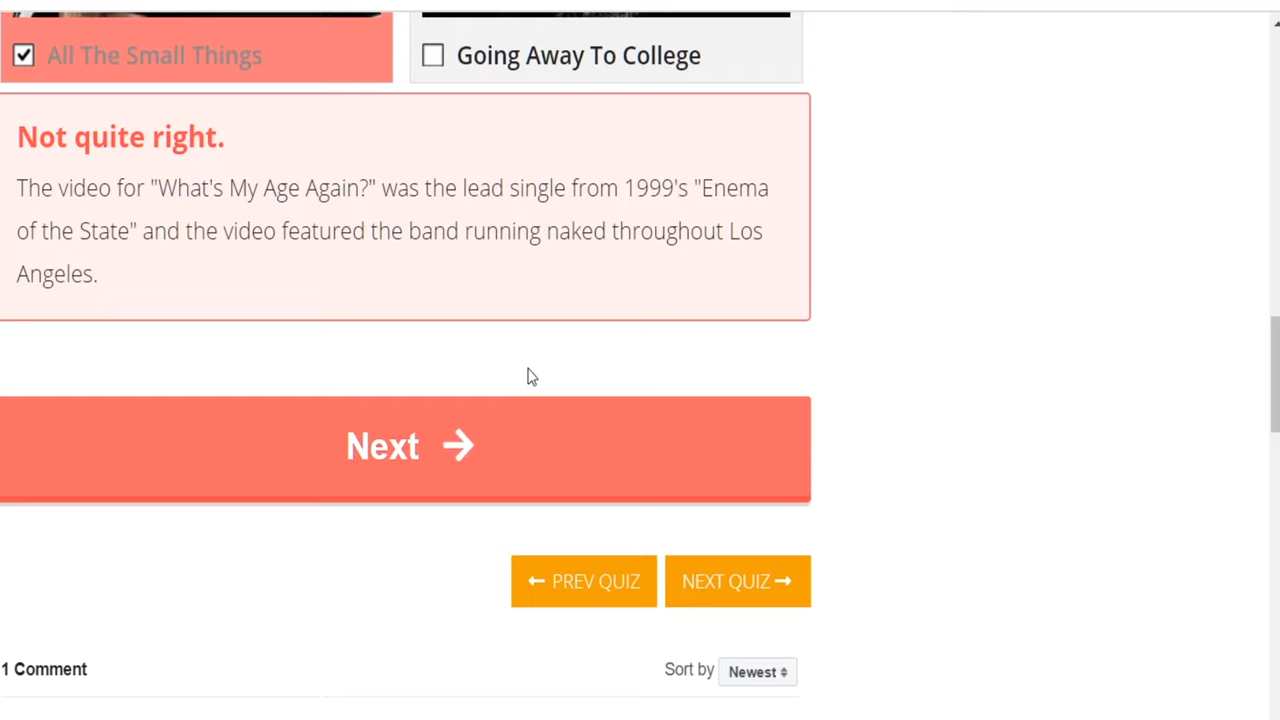 All The Small Things
Going Away To College
Not quite right.
The video for "What's My Age Again?" was the lead single from 1999's "Enema
of the State" and the video featured the band running naked throughout Los
Angeles.
Next
PREV QUIZ
NEXT QUIZ
1 Comment
Sort by Newest